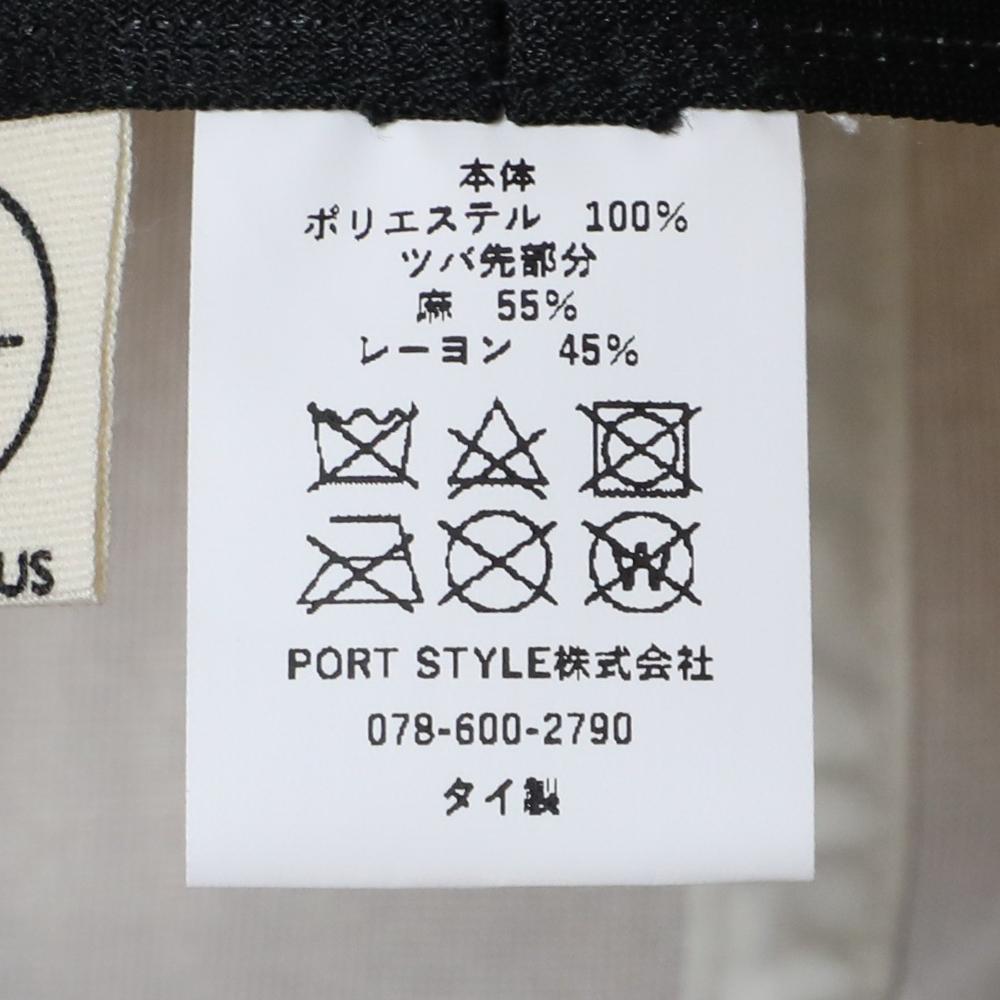 本体
ポリエステル 100%
ツバ先部分
麻 55%
レーヨン 45%
W
PORT STYLE株式会社
078-600-2790
タイ製
US